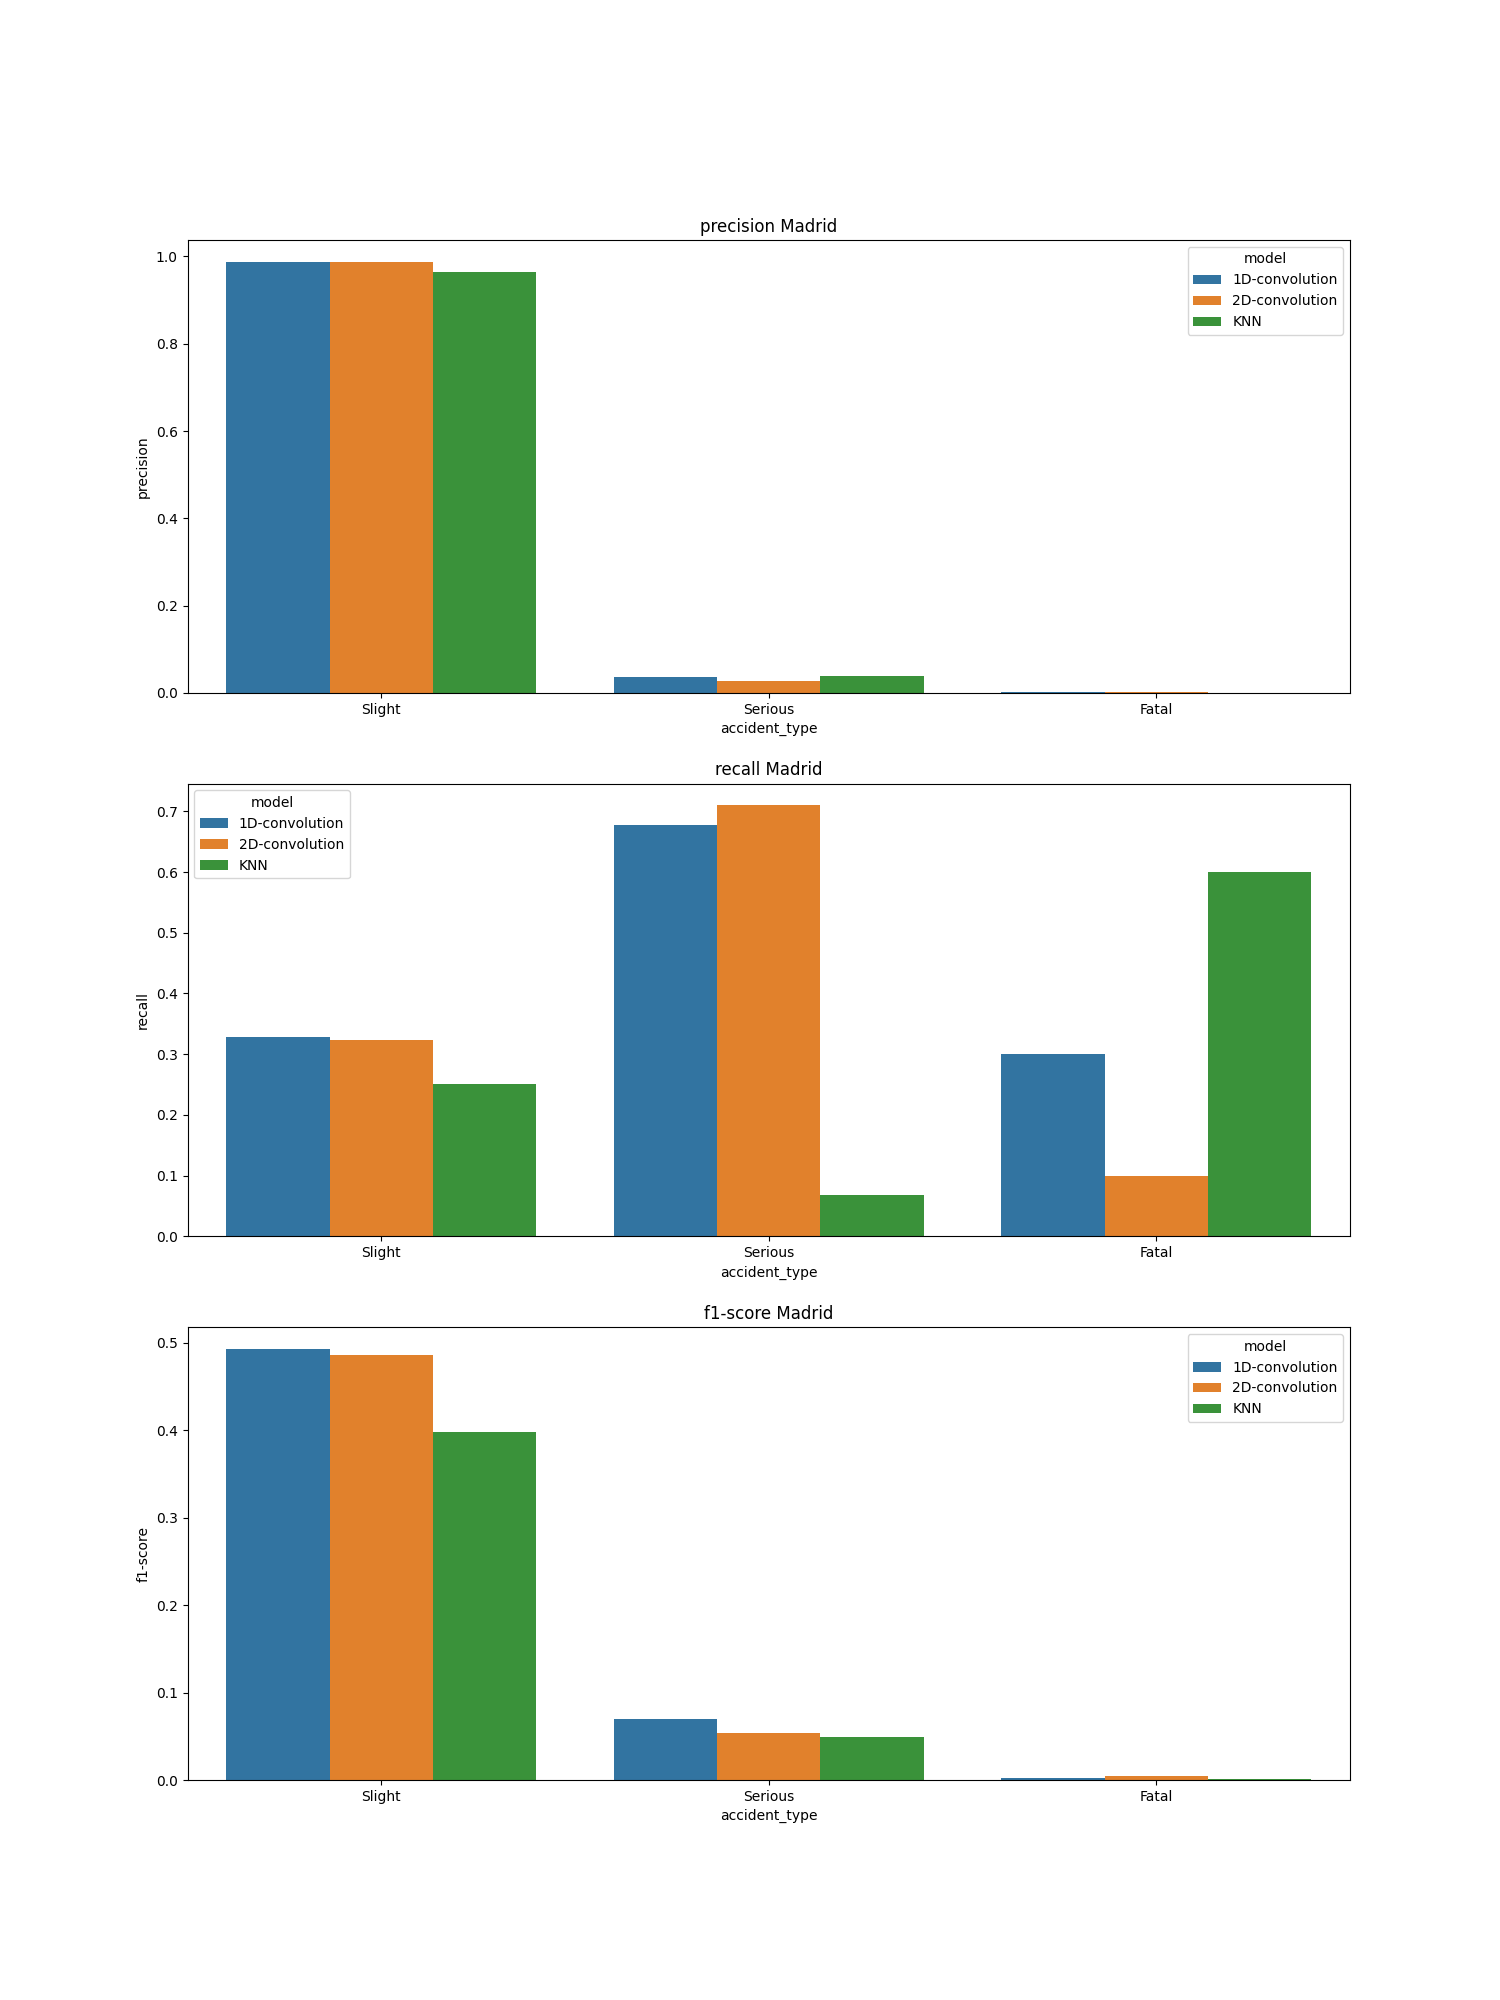 precision Madrid
1.0
0.8
0.6
0.4
0.2
0.0
precision
model
1D-convolution
2D-convolution
KNN
Slight
Serious
Fatal
accident_type
recall Madrid
0.7
0.6
0.5
0.4
0.3
0.2
0.1
0.0
recall
model
1D-convolution
2D-convolution
KNN
Slight
Serious
Fatal
accident_type
f1-score Madrid
0.5
0.4
0.3
0.2
0.1
0.0
f1-score
model
1D-convolution
2D-convolution
KNN
Slight
Serious
Fatal
accident_type